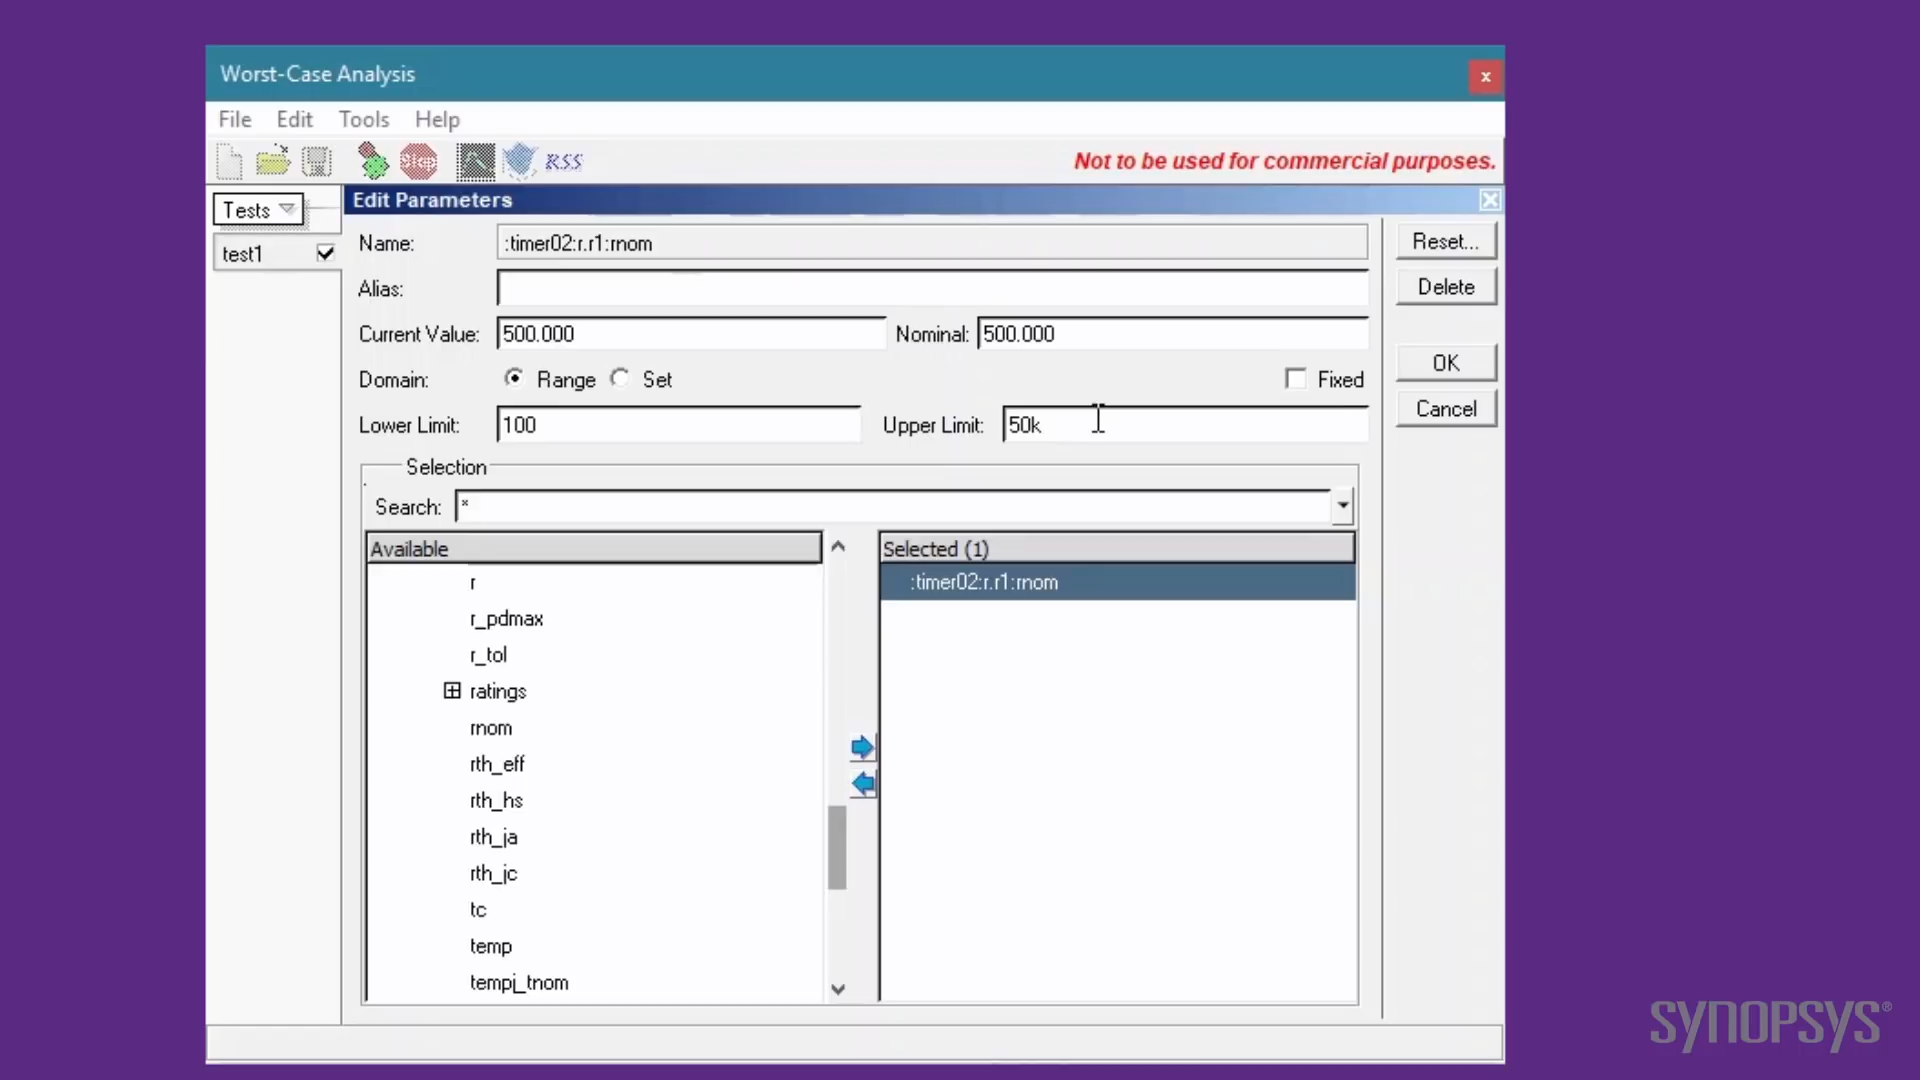 Worst-Case Analysis
x
File Edit Tools Help
Stop RSS Not to be used for commercial purposes.
Tests Edit Parameters
test1
Name: :timer02:r.r1:rnom Reset...
Alias: Delete
Current Value: 500.000 Nominal: 500.000
OK
Domain: Range Set Fixed
Cancel
Lower Limit: 100 Upper Limit: 50k
Selection
Search: *
Available Selected (1)
r :timer02:r.r1:rnom
r_pdmax
r_tol
ratings
rnom
rth_eff
rth_hs
rth_ja
rth_jc
tc
temp
tempj_tnom
SYNOPSYS®